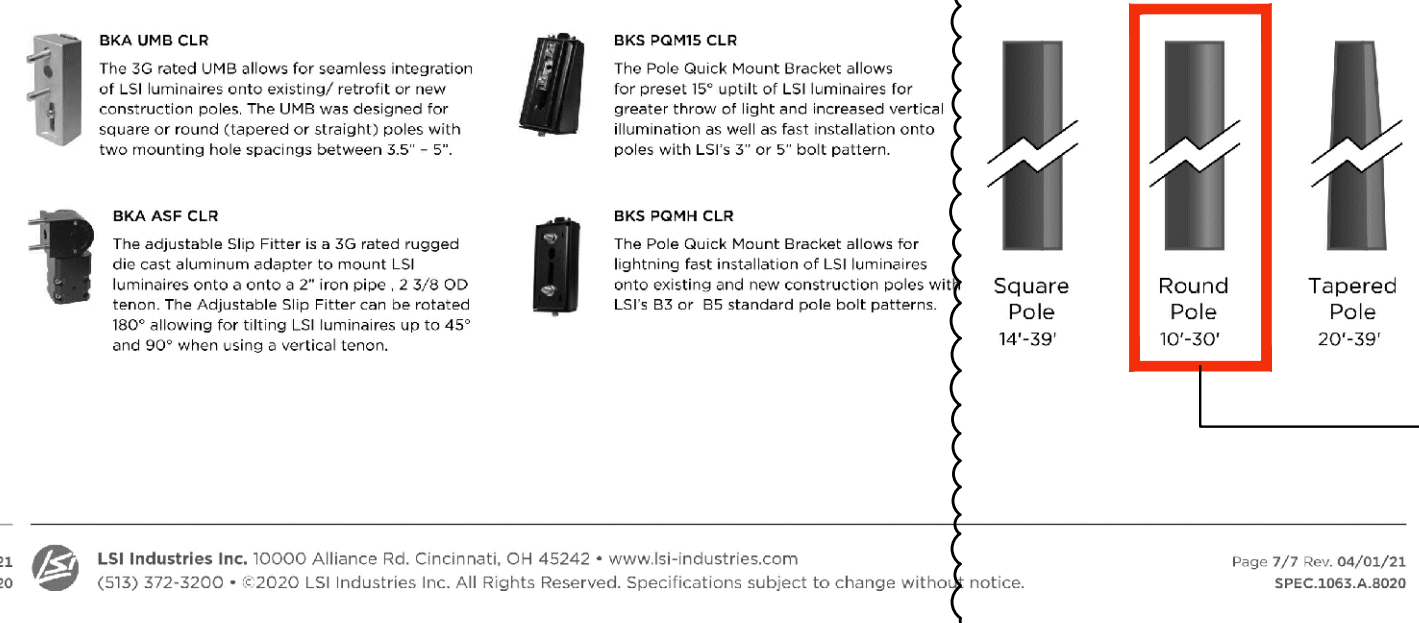 BKA UMB CLR
The 3G rated UMB allows for seamless integration
of LSI luminaires onto existing/ retrofit or new
construction poles. The UMB was designed for
square or round (tapered or straight) poles with
two mounting hole spacings between 3.5" – 5".
BKA ASF CLR
The adjustable Slip Fitter is a 3G rated rugged
die cast aluminum adapter to mount LSI
luminaires onto a onto a 2" iron pipe , 2 3/8 OD
tenon. The Adjustable Slip Fitter can be rotated
180° allowing for tilting LSI luminaires up to 45°
and 90° when using a vertical tenon.
BKS PQM15 CLR
The Pole Quick Mount Bracket allows
for preset 15° uptilt of LSI luminaires for
greater throw of light and increased vertical
illumination as well as fast installation onto
poles with LSI's 3" or 5" bolt pattern.
BKS PQMH CLR
The Pole Quick Mount Bracket allows for
lightning fast installation of LSI luminaires
onto existing and new construction poles with
LSI's B3 or B5 standard pole bolt patterns.
Square
Pole
14'-39'
Round
Pole
10'-30'
Tapered
Pole
20'-39'
21
20
LSI
LSI Industries Inc. 10000 Alliance Rd. Cincinnati, OH 45242 • www.lsi-industries.com
(513) 372-3200 • ©2020 LSI Industries Inc. All Rights Reserved. Specifications subject to change without notice.
Page 7/7 Rev. 04/01/21
SPEC.1063.A.8020